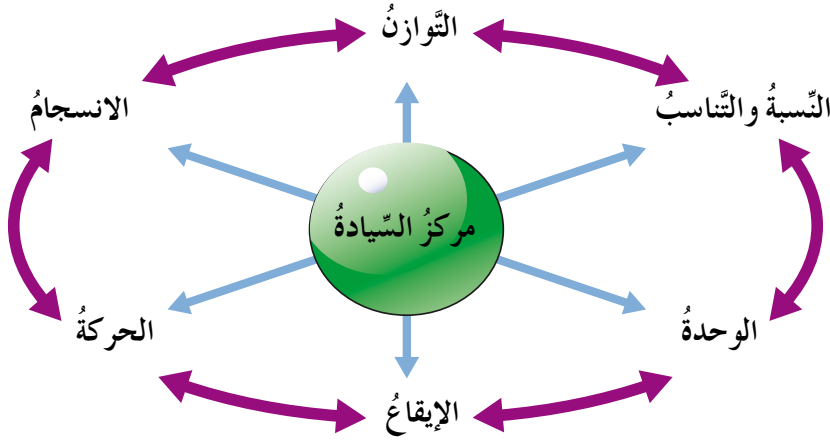 التَّوازنُ
النِّسبةُ والتَّناسبُ
الانسجامُ
مركزُ السِّيادةُ
الوحدةُ
الحركةُ
الإيقاعُ